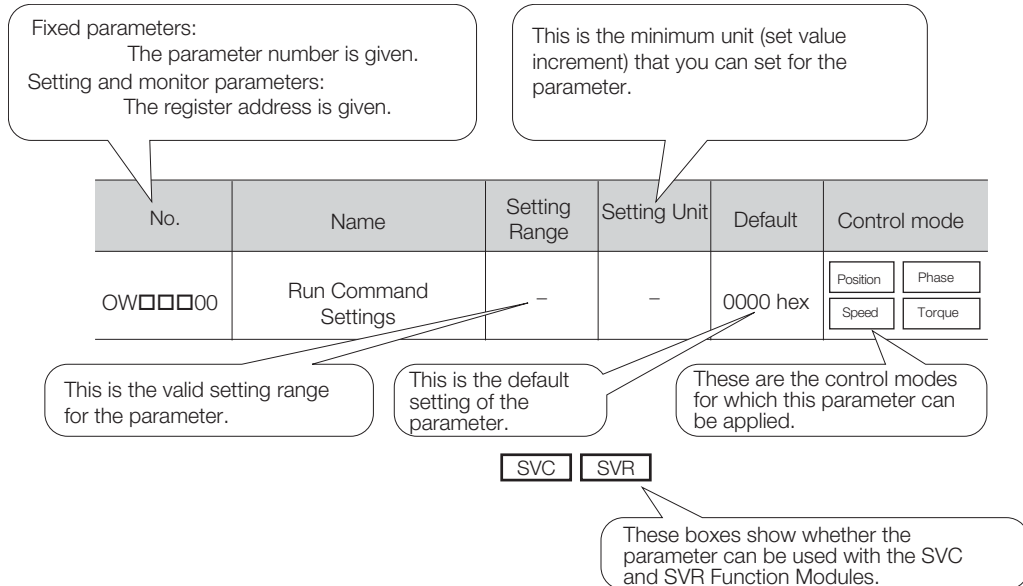 Fixed parameters:
The parameter number is given.
Setting and monitor parameters:
The register address is given.
This is the minimum unit (set value
increment) that you can set for the
parameter.
No.
Name
Setting
Range
Setting Unit
Default
Control mode
OW□□□00
Run Command
Settings
–
–
0000 hex
Position
Phase
Speed
Torque
This is the valid setting range
for the parameter.
This is the default
setting of the
parameter.
These are the control modes
for which this parameter can
be applied.
SVC
SVR
These boxes show whether the
parameter can be used with the SVC
and SVR Function Modules.